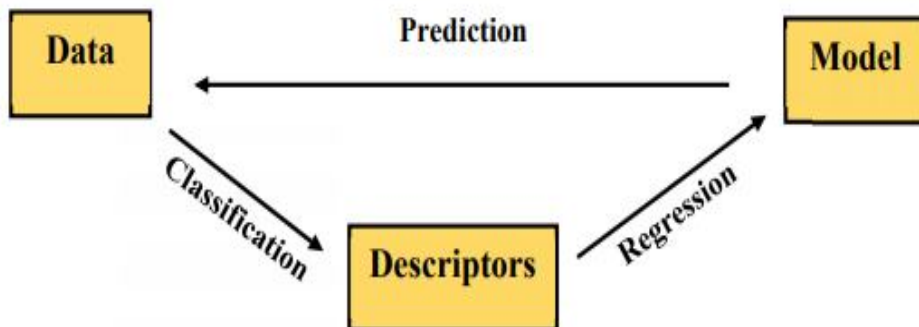 Data
Prediction
Model
Classification
Regression
Descriptors